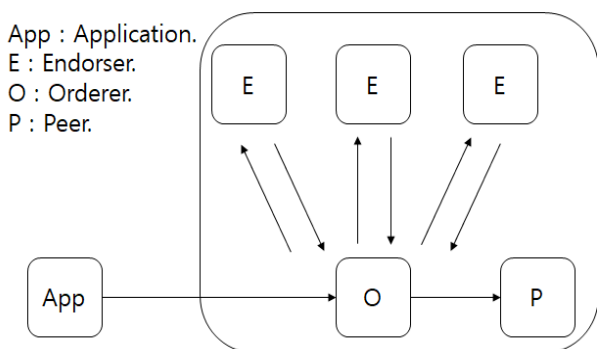 App : Application.
E : Endorser.
O : Orderer.
P : Peer.
E E E
App O P